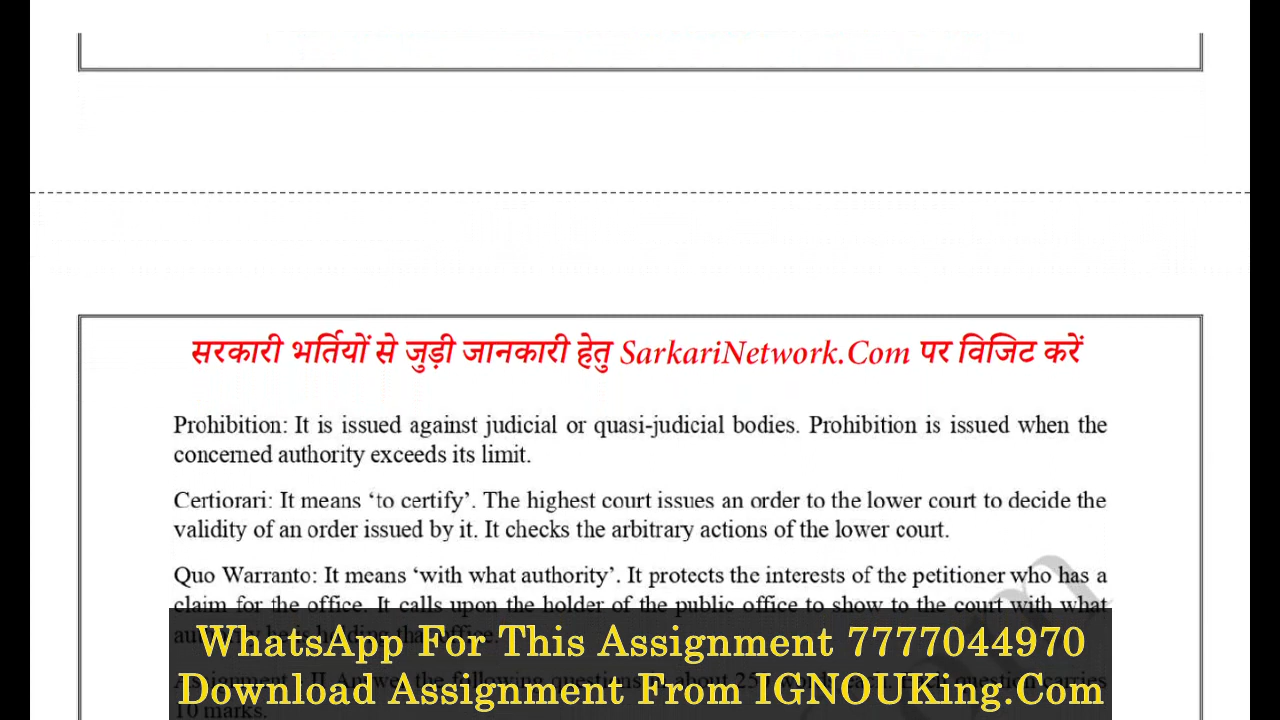 सरकारी भर्तियों से जुड़ी जानकारी हेतु SarkariNetwork.Com पर विजिट करें
Prohibition: It is issued against judicial or quasi-judicial bodies. Prohibition is issued when the
concerned authority exceeds its limit.
Certiorari: It means ‘to certify’. The highest court issues an order to the lower court to decide the
validity of an order issued by it. It checks the arbitrary actions of the lower court.
Quo Warranto: It means ‘with what authority’. It protects the interests of the petitioner who has a
claim for the office. It calls upon the holder of the public office to show to the court with what
WhatsApp For This Assignment 7777044970
Download Assignment From IGNOUKing.Com
10 marks.